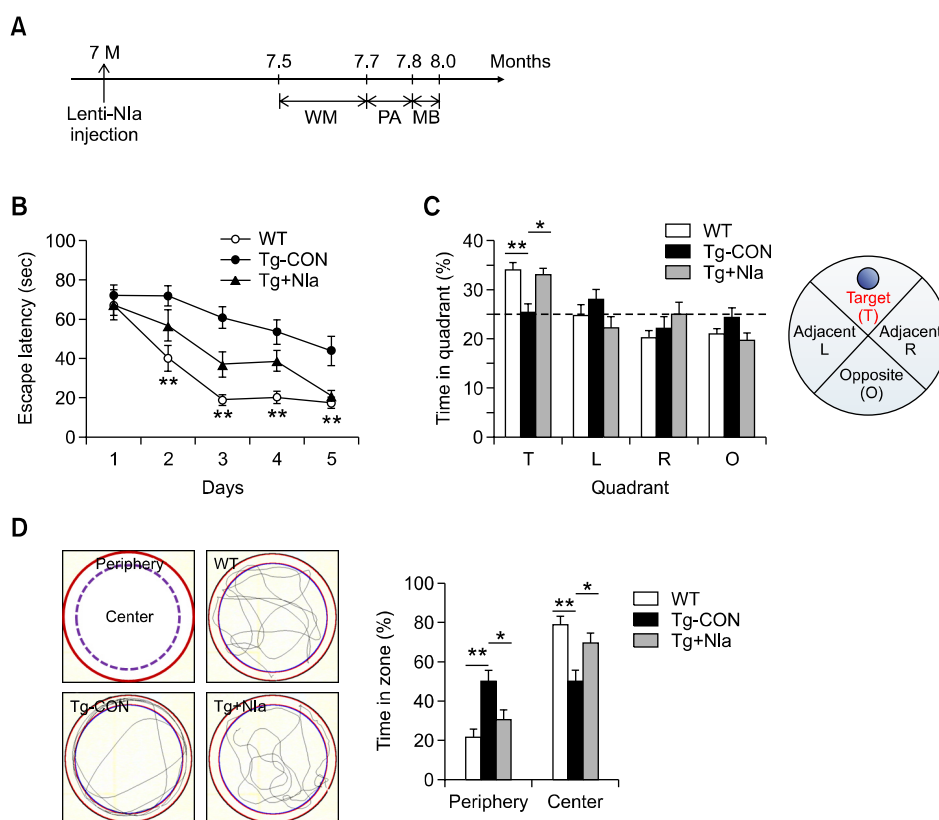 A
7 M
7.5
7.7
7.8
8.0
Months
Lenti-NIa
injection
WM
PA
MB
B
100
80
60
40
20
0
Escape latency (sec)
WT
Tg-CON
Tg+NIa
**
**
**
**
1
2
3
4
5
Days
C
40
30
20
10
0
Time in quadrant (%)
**
*
WT
Tg-CON
Tg+NIa
T
L
R
O
Quadrant
Target
(T)
Adjacent
L
Adjacent
R
Opposite
(O)
D
Periphery
Center
WT
Tg-CON
Tg+NIa
100
80
60
40
20
0
Time in zone (%)
**
*
**
*
WT
Tg-CON
Tg+NIa
Periphery
Center